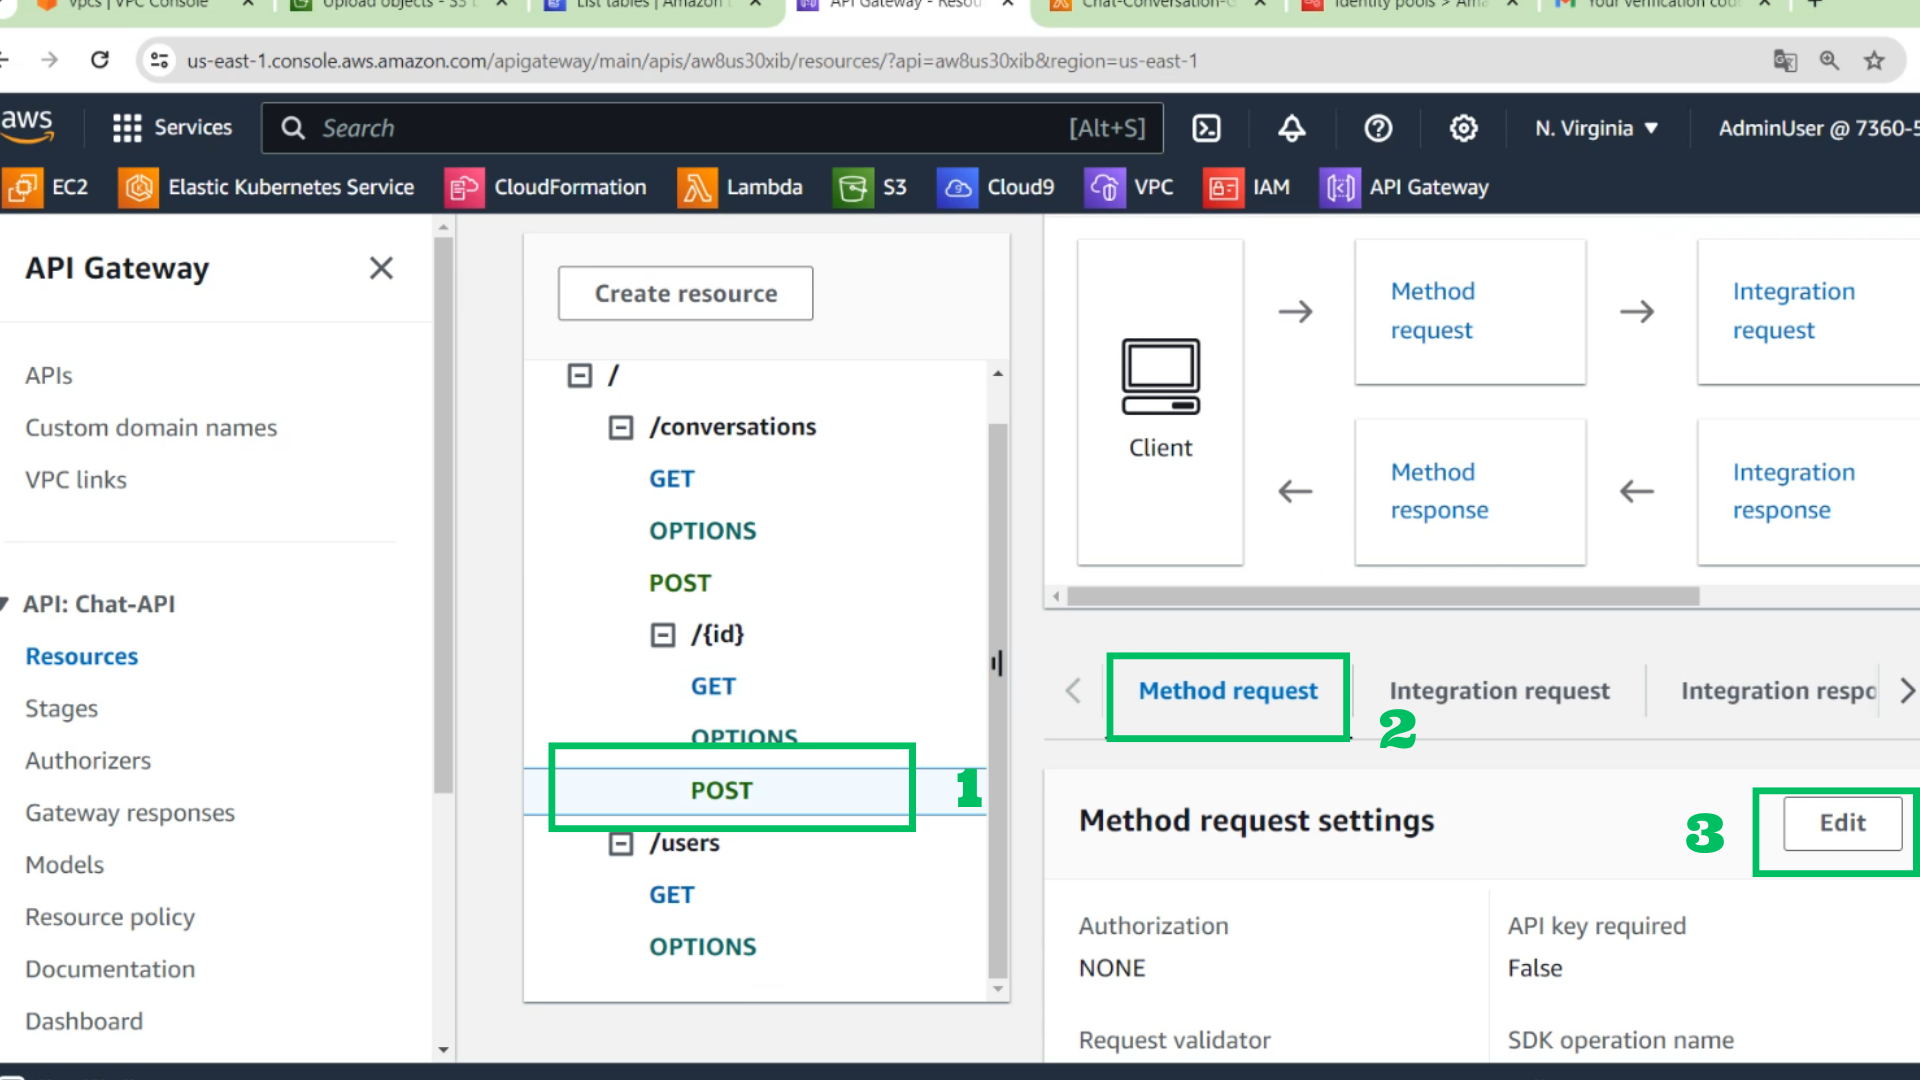 vpcs | VPC Console
Upload objects - S3
List tables | Amazon
API Gateway - Resou
Chat-Conversation-G
Identity pools > Ama
Your verification cod
us-east-1.console.aws.amazon.com/apigateway/main/apis/aw8us30xib/resources/?api=aw8us30xib&region=us-east-1
aws
Services
Search
[Alt+S]
N. Virginia ▼
AdminUser @ 7360-5
EC2
Elastic Kubernetes Service
CloudFormation
Lambda
S3
Cloud9
VPC
IAM
API Gateway
API Gateway
APIs
Custom domain names
VPC links
API: Chat-API
Resources
Stages
Authorizers
Gateway responses
Models
Resource policy
Documentation
Dashboard
Create resource
/
/conversations
GET
OPTIONS
POST
/{id}
GET
OPTIONS
POST
1
/users
GET
OPTIONS
Client
Method
request
Integration
request
Method
response
Integration
response
Method request
2
Integration request
Integration respo
Method request settings
3
Edit
Authorization
NONE
API key required
False
Request validator
SDK operation name